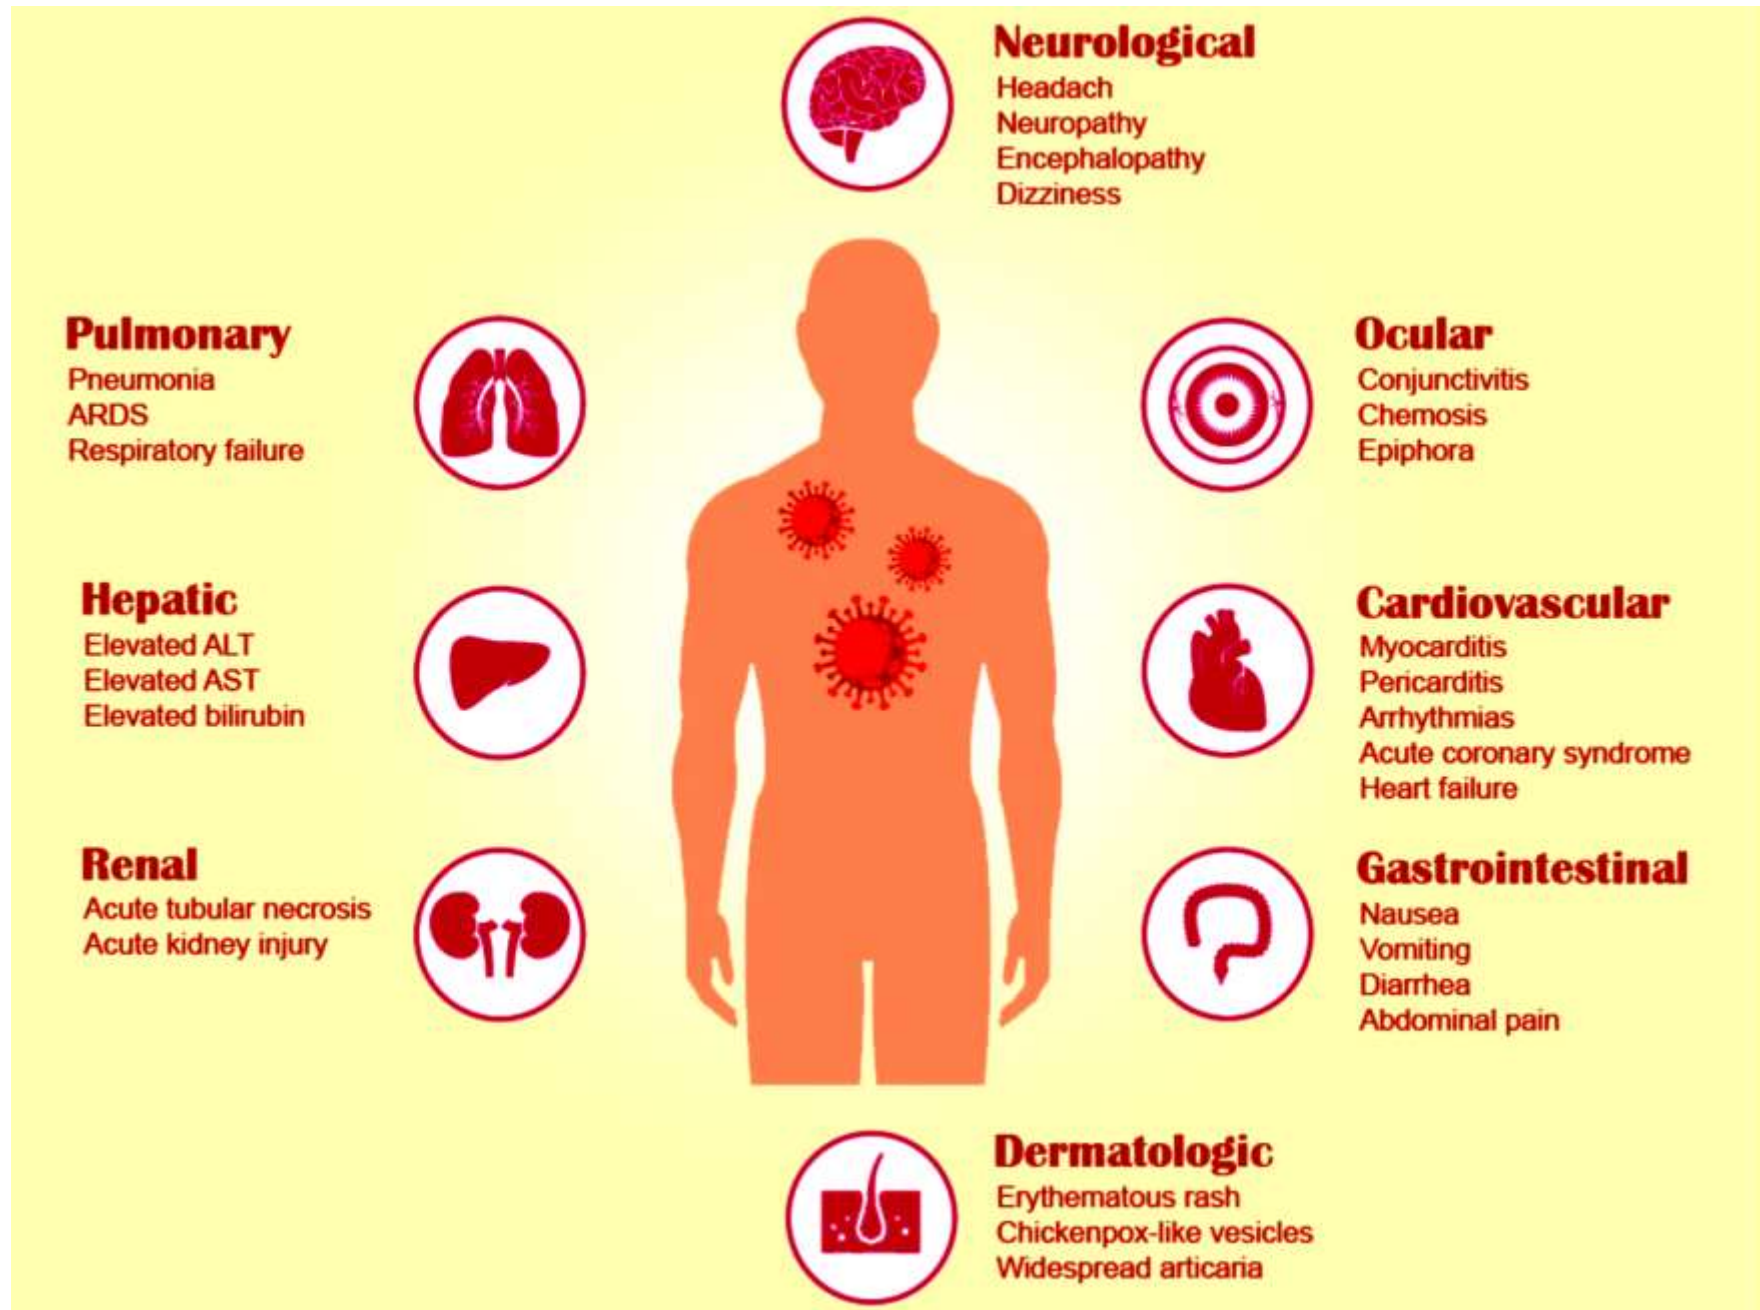 Neurological
Headach
Neuropathy
Encephalopathy
Dizziness
Pulmonary
Pneumonia
ARDS
Respiratory failure
Ocular
Conjunctivitis
Chemosis
Epiphora
Hepatic
Elevated ALT
Elevated AST
Elevated bilirubin
Cardiovascular
Myocarditis
Pericarditis
Arrhythmias
Acute coronary syndrome
Heart failure
Renal
Acute tubular necrosis
Acute kidney injury
Gastrointestinal
Nausea
Vomiting
Diarrhea
Abdominal pain
Dermatologic
Erythematous rash
Chickenpox-like vesicles
Widespread articaria